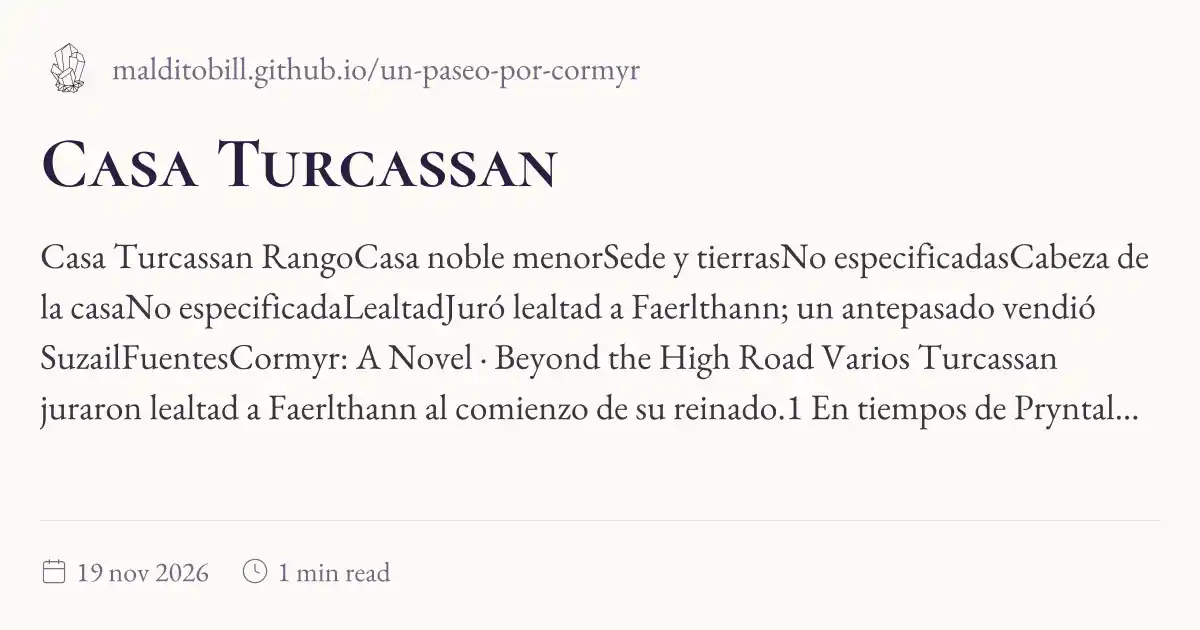 malditobill.github.io/un-paseo-por-cormyr
Casa Turcassan
Casa Turcassan RangoCasa noble menorSede y tierrasNo especificadasCabeza de
la casaNo especificadaLealtadJuró lealtad a Faerlthann; un antepasado vendió
SuzailFuentesCormyr: A Novel · Beyond the High Road Varios Turcassan
juraron lealtad a Faerlthann al comienzo de su reinado.1 En tiempos de Pryntal...
19 nov 2026
1 min read